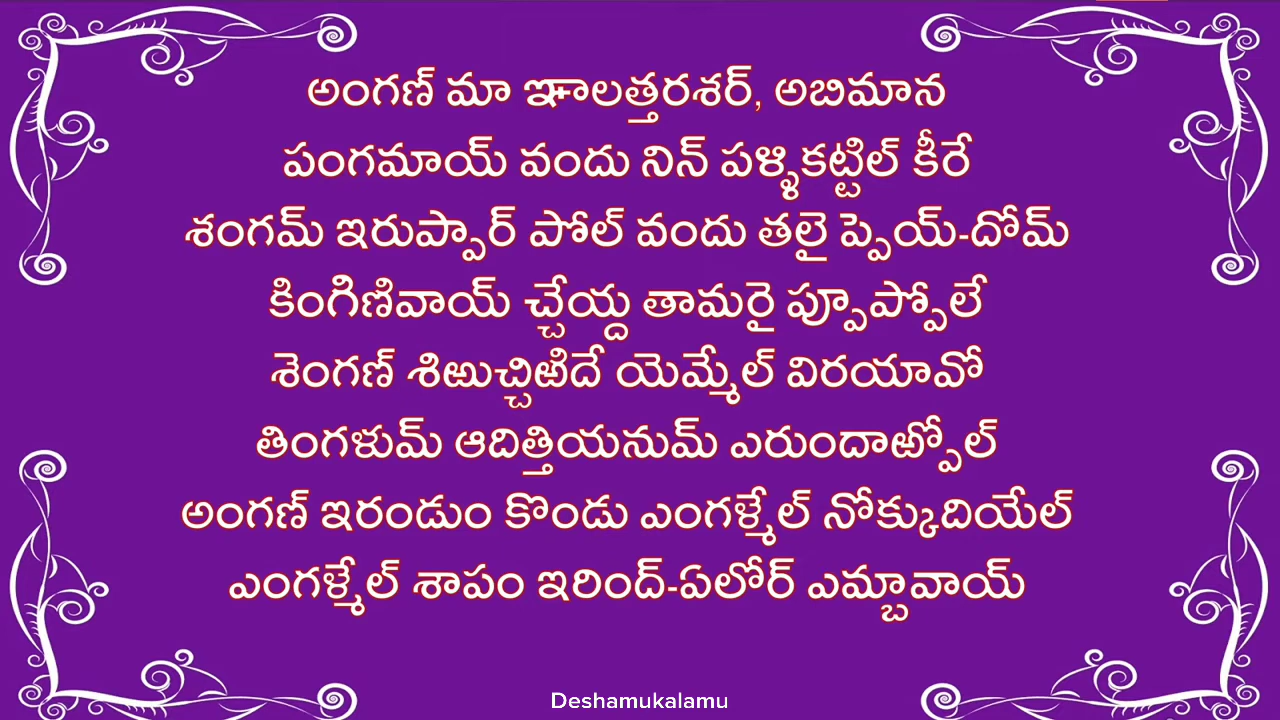 అంగణ్ మా ఞాలత్తరశర్, అబిమాన
పంగమాయ్ వందు నిన్ పళ్ళికట్టిల్ కీరే
శంగమ్ ఇరుప్పార్ పోల్ వందు తలై ప్పెయ్-దోమ్
కింగిణివాయ్ చ్చేయ్ద తామరై ప్పూప్పోలే
శెంగణ్ శిఱుచ్చిఱిదే యెమ్మేల్ విరయావో
తింగళుమ్ ఆదిత్తియనుమ్ ఎరుందాఱ్పోల్
అంగణ్ ఇరండుం కొండు ఎంగళ్మేల్ నోక్కుదియేల్
ఎంగళ్మేల్ శాపం ఇరింద్-ఏలోర్ ఎమ్బావాయ్
Deshamukalamu